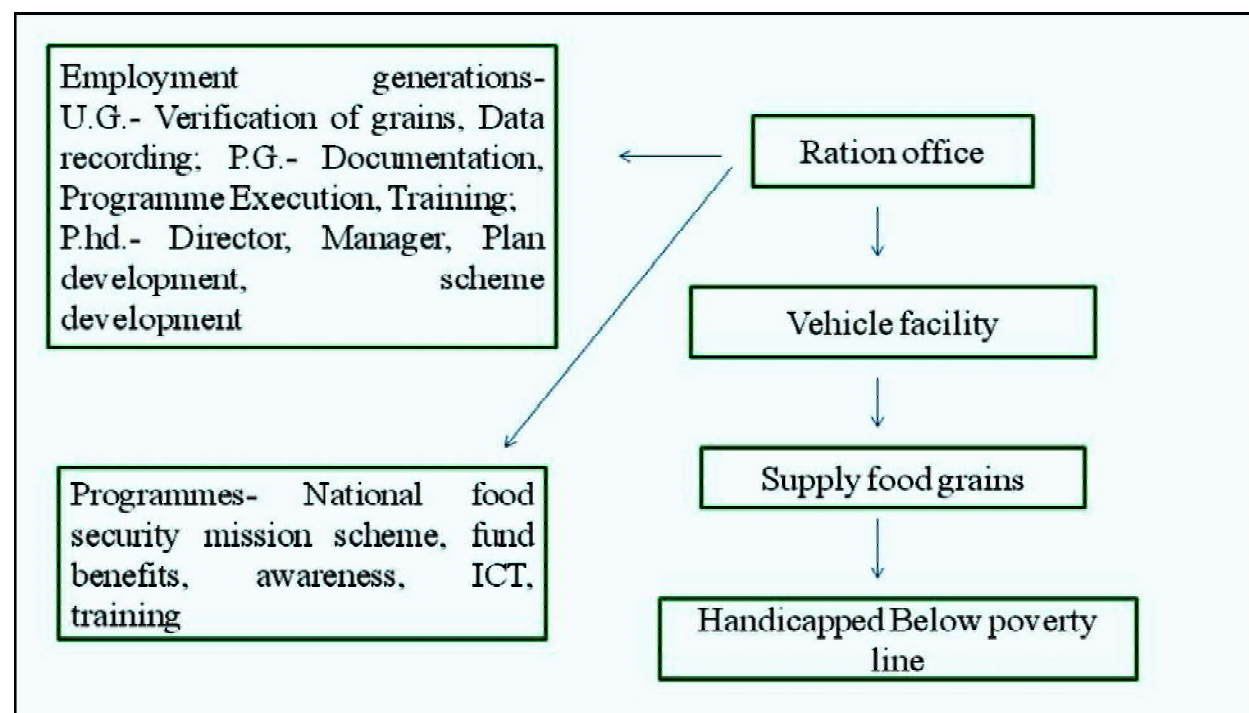 Employment generations-
U.G.- Verification of grains, Data
recording; P.G.- Documentation,
Programme Execution, Training;
P.hd.- Director, Manager, Plan
development, scheme
development
Ration office
Vehicle facility
Supply food grains
Programmes- National food
security mission scheme, fund
benefits, awareness, ICT,
training
Handicapped Below poverty
line